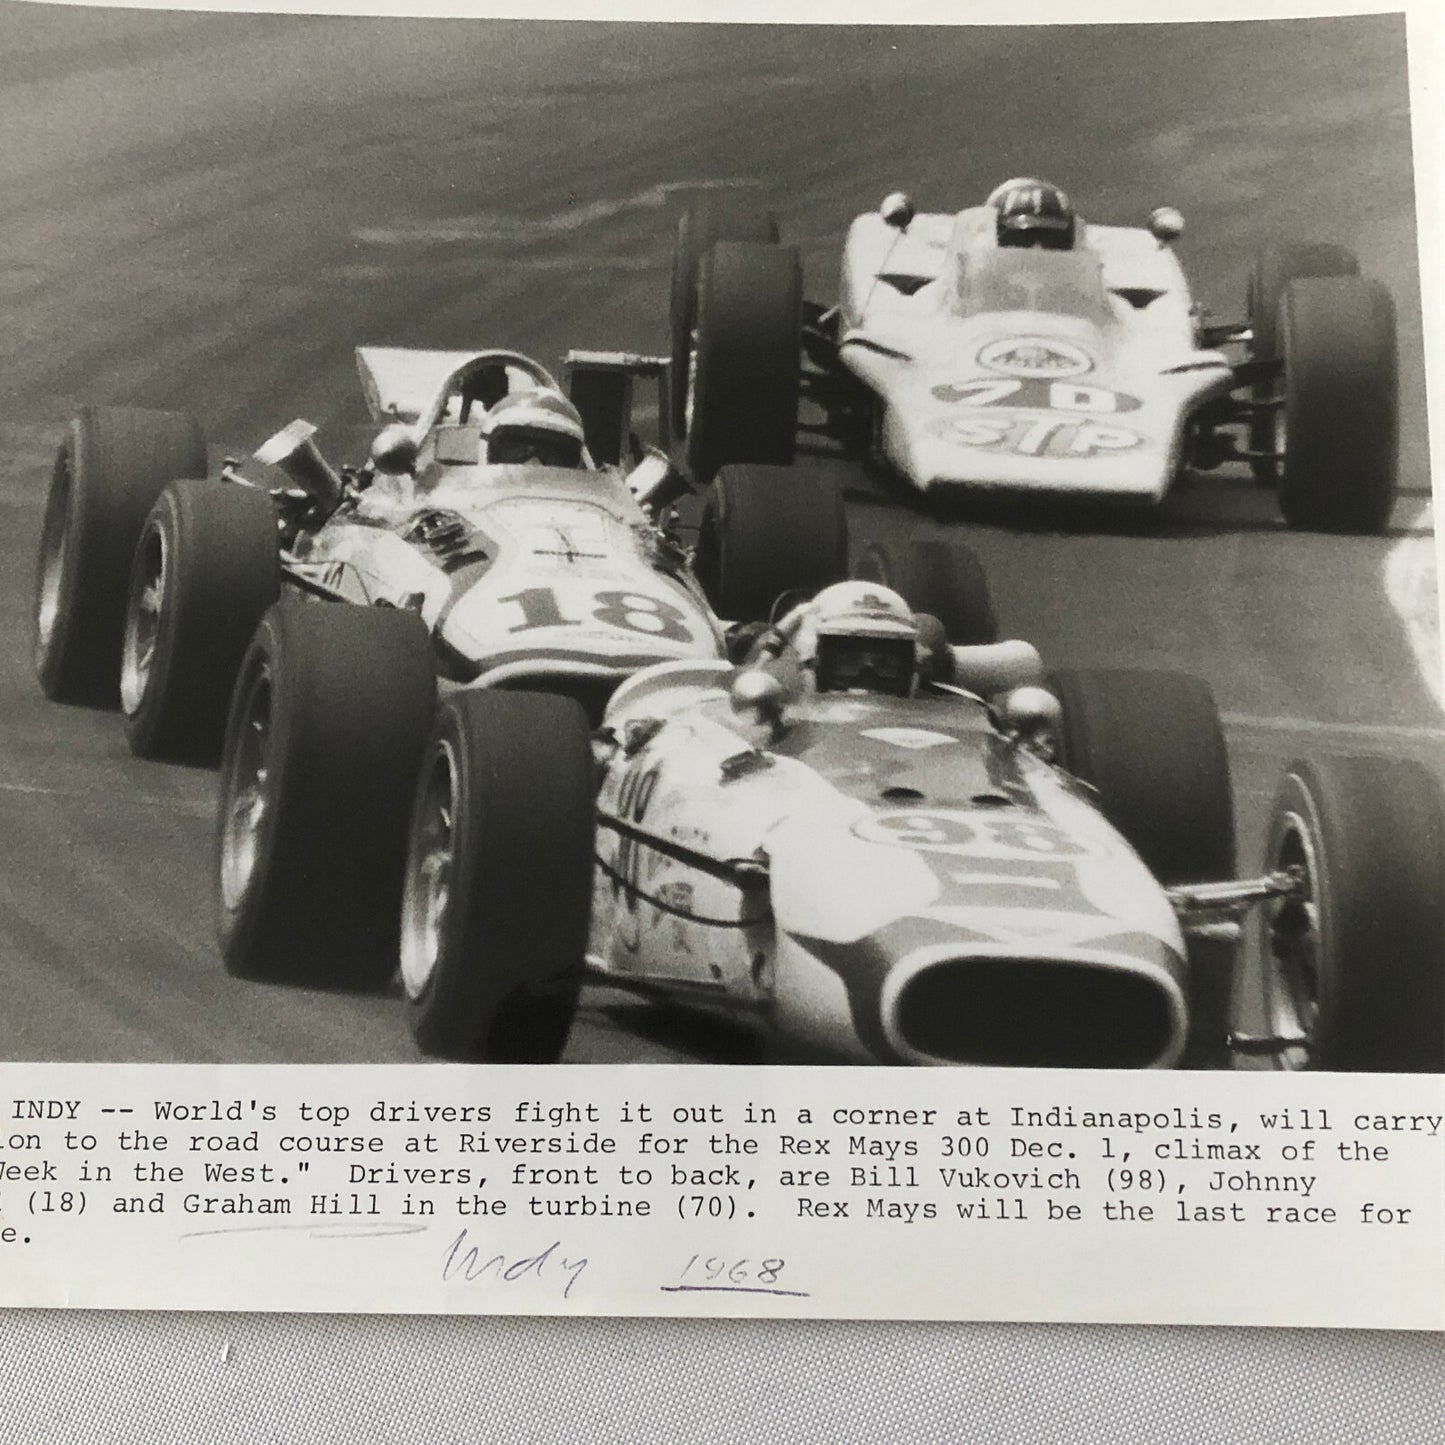 70
STP
18
98
INDY -- World's top drivers fight it out in a corner at Indianapolis, will carry
ion to the road course at Riverside for the Rex Mays 300 Dec. 1, climax of the
Week in the West."  Drivers, front to back, are Bill Vukovich (98), Johnny
(18) and Graham Hill in the turbine (70).  Rex Mays will be the last race for
e.
Indy 1968